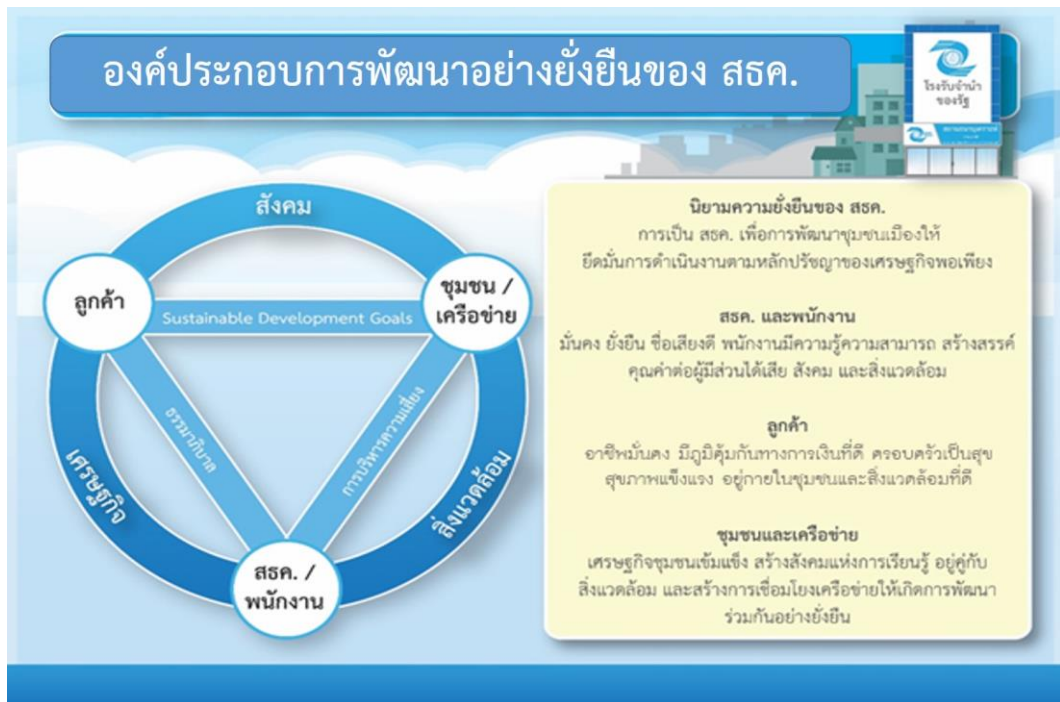 องค์ประกอบการพัฒนาอย่างยั่งยืนของ สธค.
โรงรับจำนำ
ของรัฐ
สังคม
ลูกค้า
ชุมชน /
เครือข่าย
Sustainable Development Goals
ธรรมาภิบาล
การบริหารความเสี่ยง
เศรษฐกิจ
สิ่งแวดล้อม
สธค. /
พนักงาน
นิยามความยั่งยืนของ สธค.
การเป็น สธค. เพื่อการพัฒนาชุมชนเมืองให้
ยึดมั่นการดำเนินงานตามหลักปรัชญาของเศรษฐกิจพอเพียง
สธค. และพนักงาน
มั่นคง ยั่งยืน ชื่อเสียงดี พนักงานมีความรู้ความสามารถ สร้างสรรค์
คุณค่าต่อผู้มีส่วนได้เสีย สังคม และสิ่งแวดล้อม
ลูกค้า
อาชีพมั่นคง มีภูมิคุ้มกันทางการเงินที่ดี ครอบครัวเป็นสุข
สุขภาพแข็งแรง อยู่ภายในชุมชนและสิ่งแวดล้อมที่ดี
ชุมชนและเครือข่าย
เศรษฐกิจชุมชนเข้มแข็ง สร้างสังคมแห่งการเรียนรู้ อยู่คู่กับ
สิ่งแวดล้อม และสร้างการเชื่อมโยงเครือข่ายให้เกิดการพัฒนา
ร่วมกันอย่างยั่งยืน